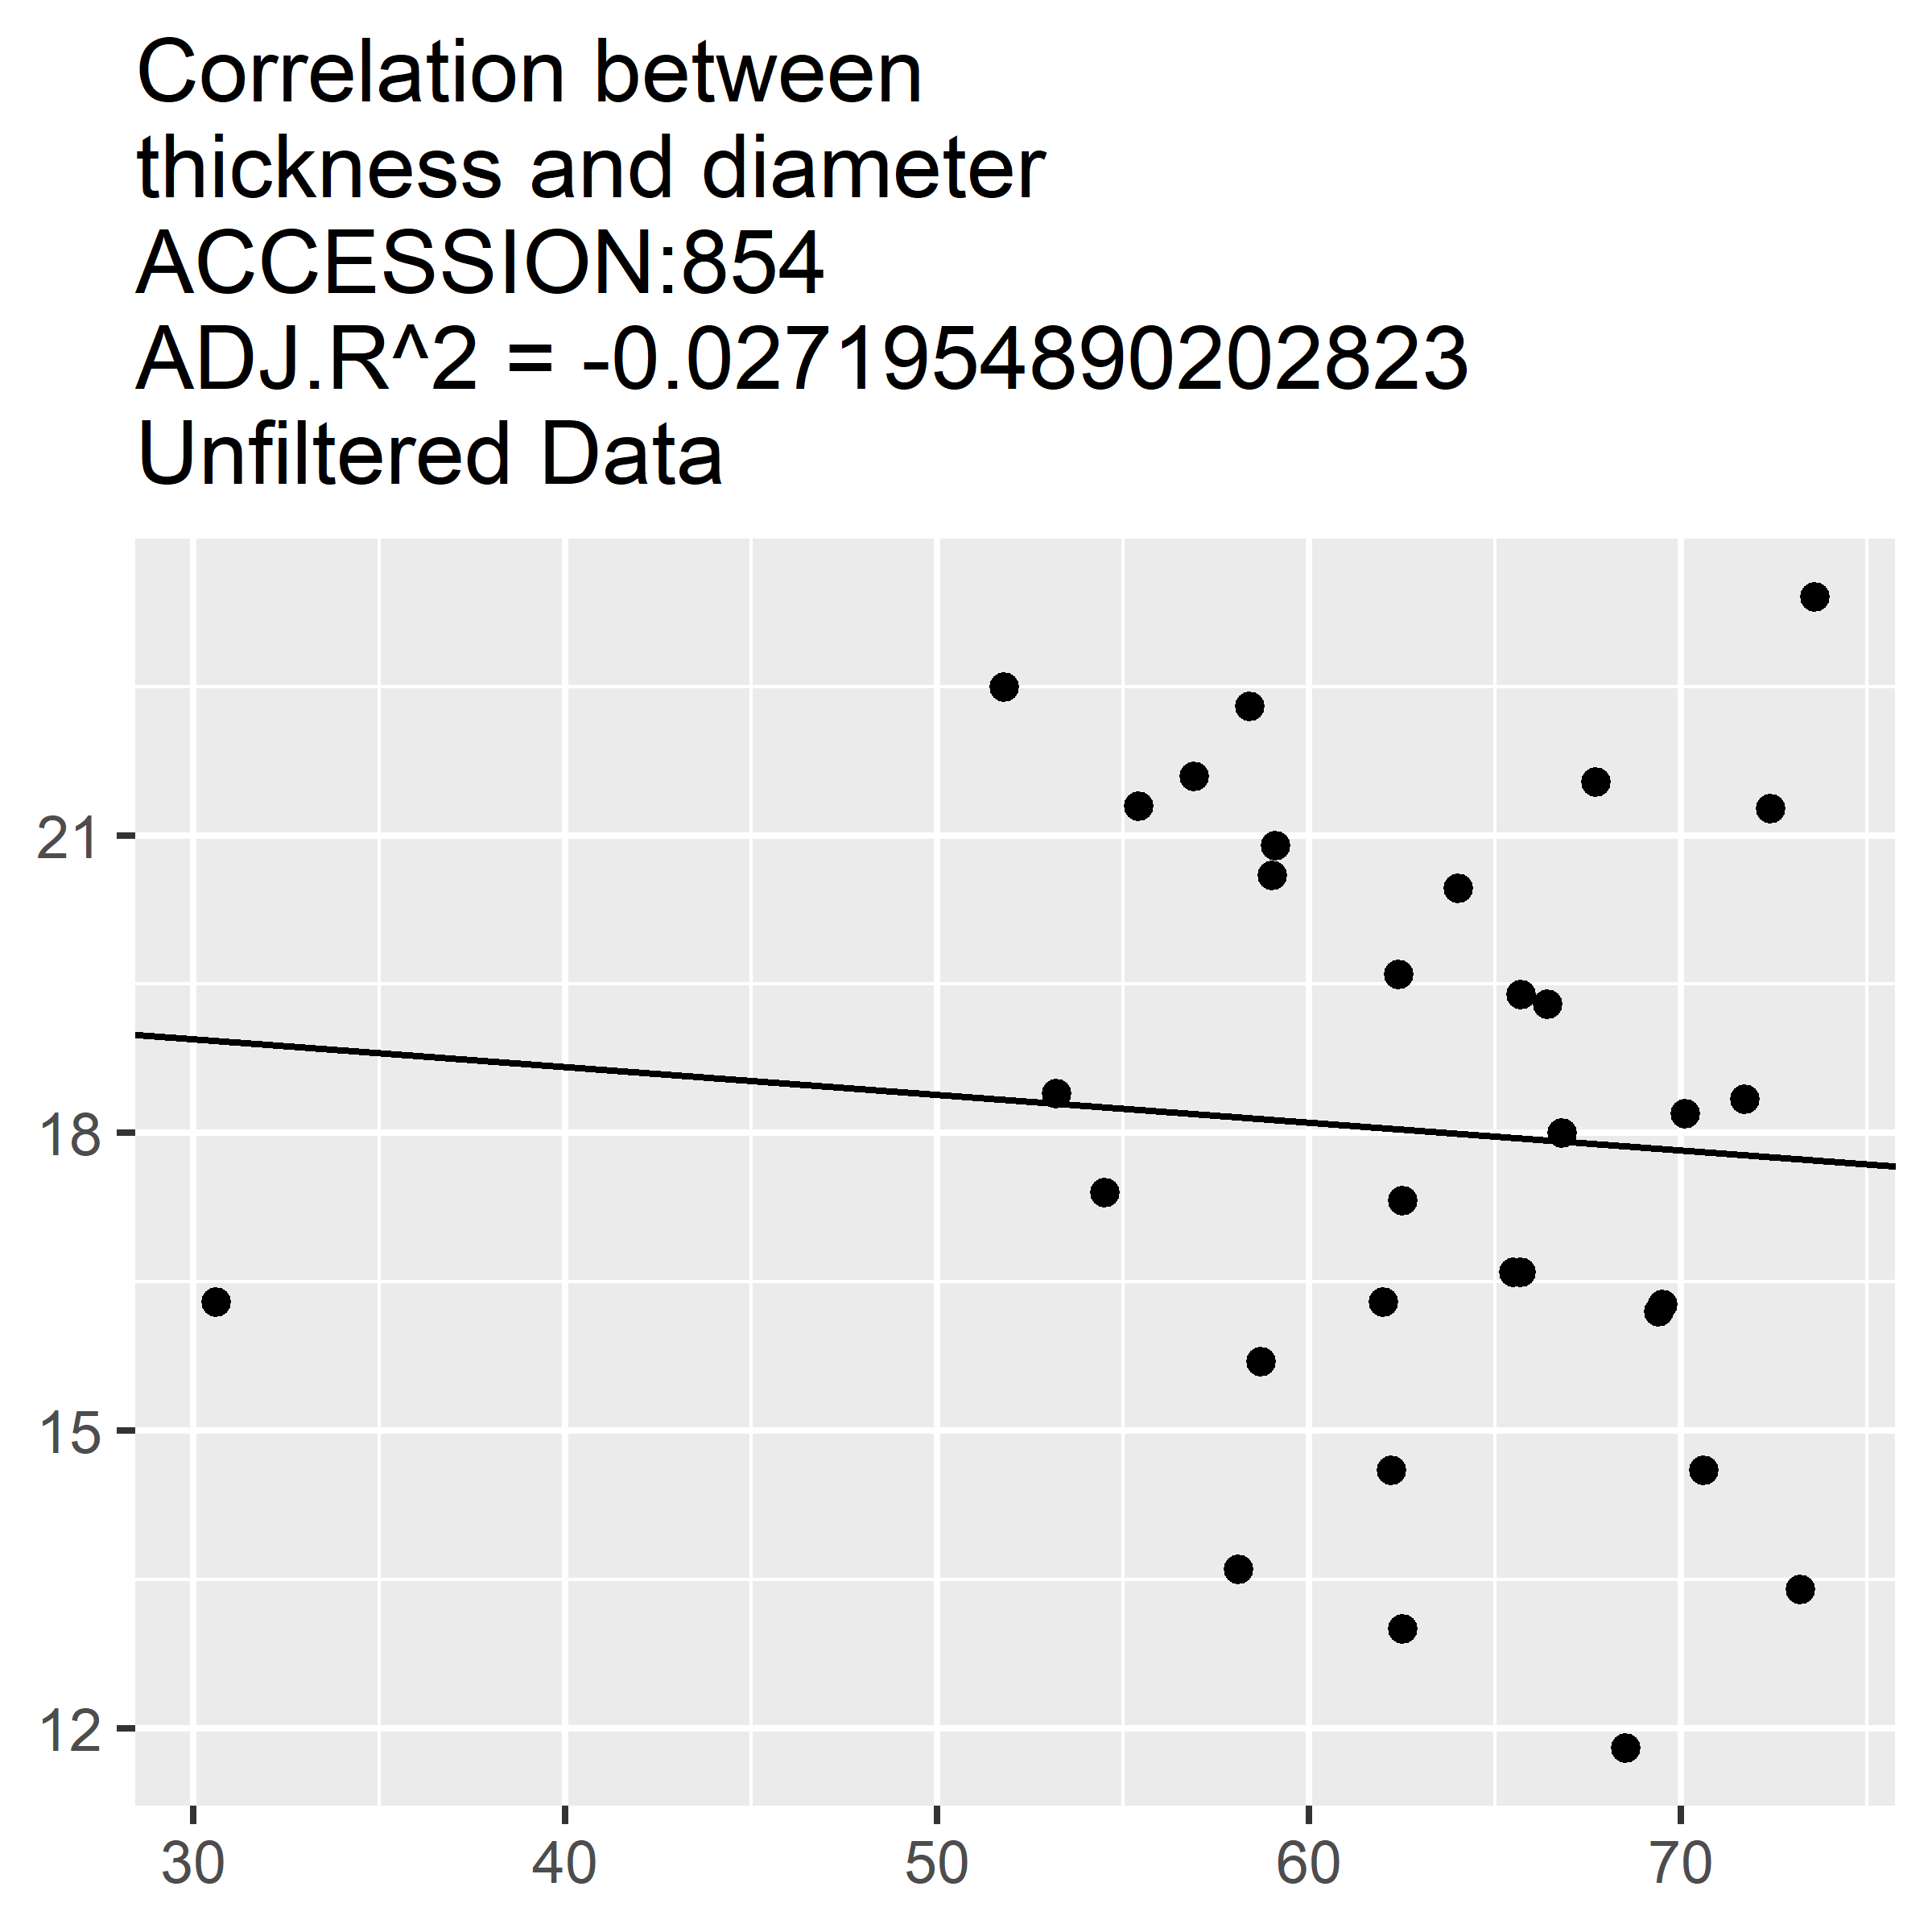 Correlation between
thickness and diameter
ACCESSION:854
ADJ.R^2 = -0.0271954890202823
Unfiltered Data
21
18
15
12
30 40 50 60 70